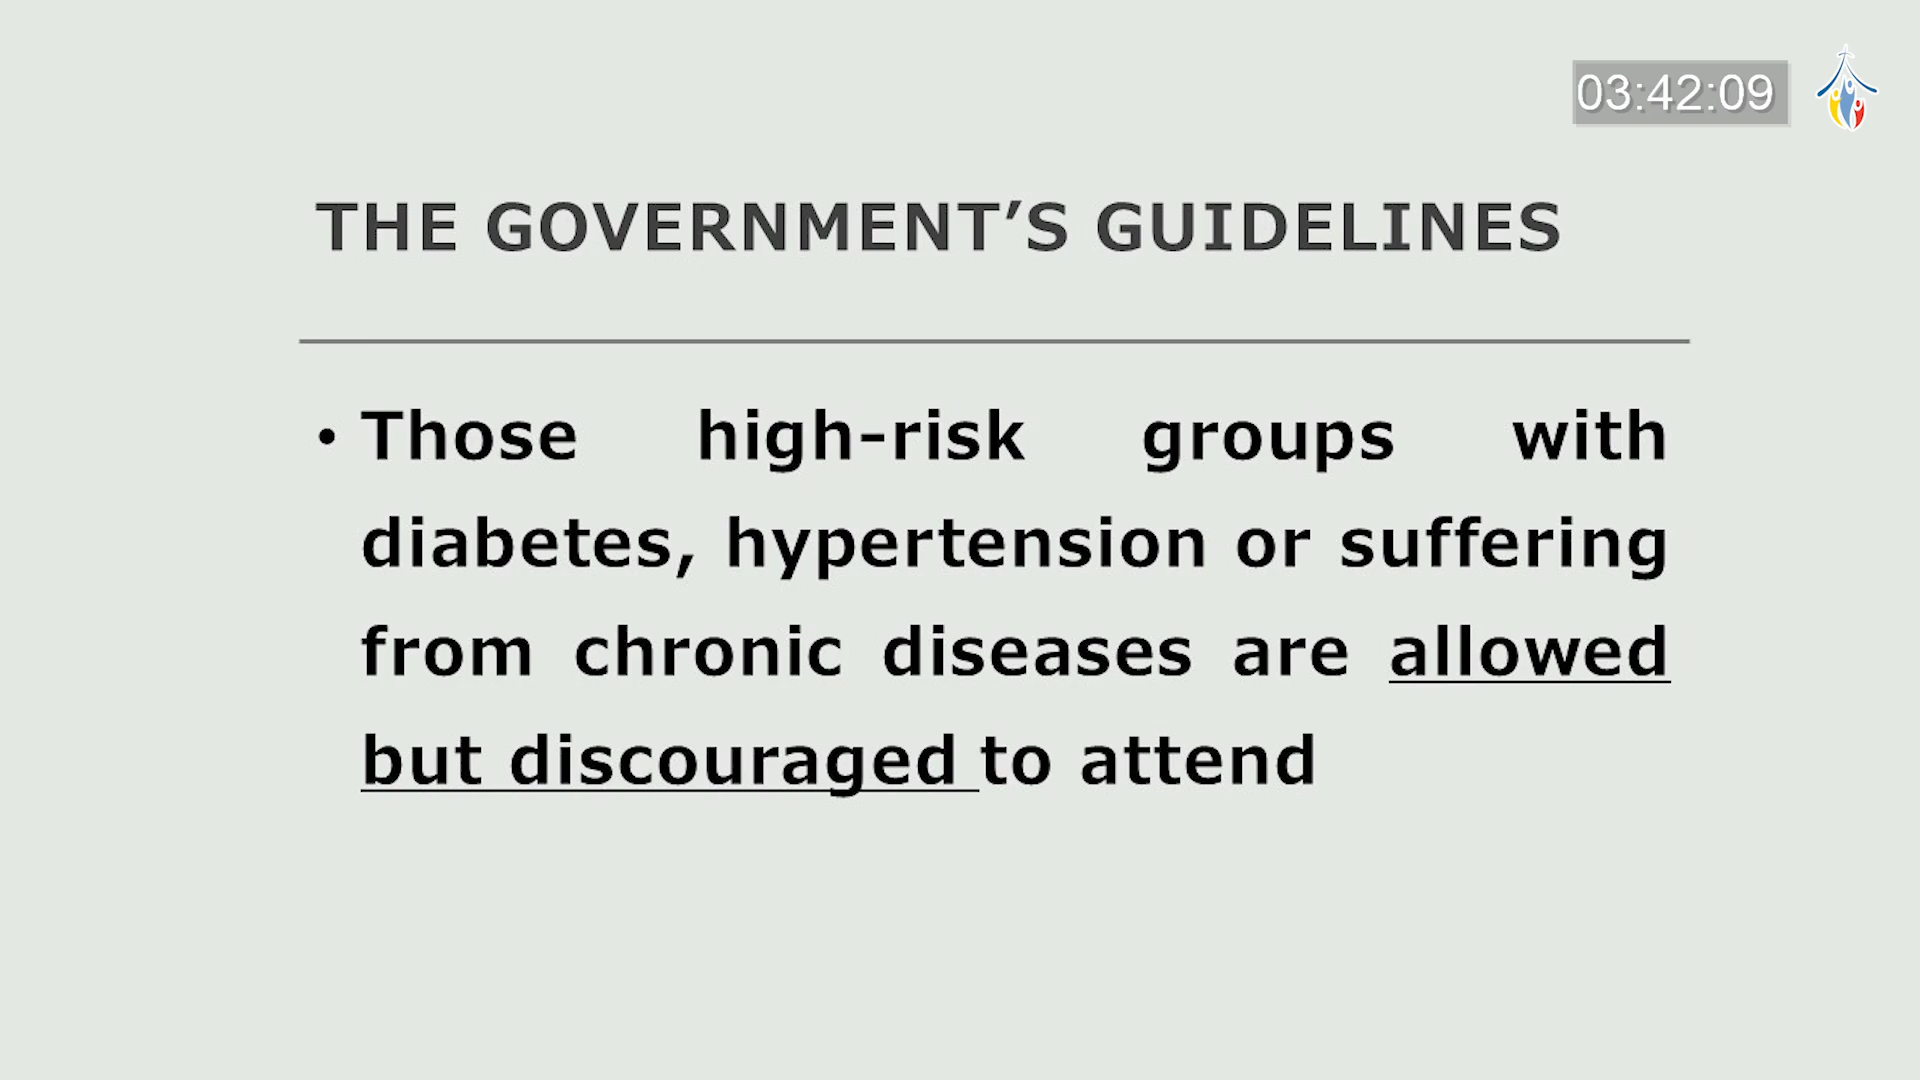 03:42:09
THE GOVERNMENT’S GUIDELINES
• Those high-risk groups with
diabetes, hypertension or suffering
from chronic diseases are allowed
but discouraged to attend